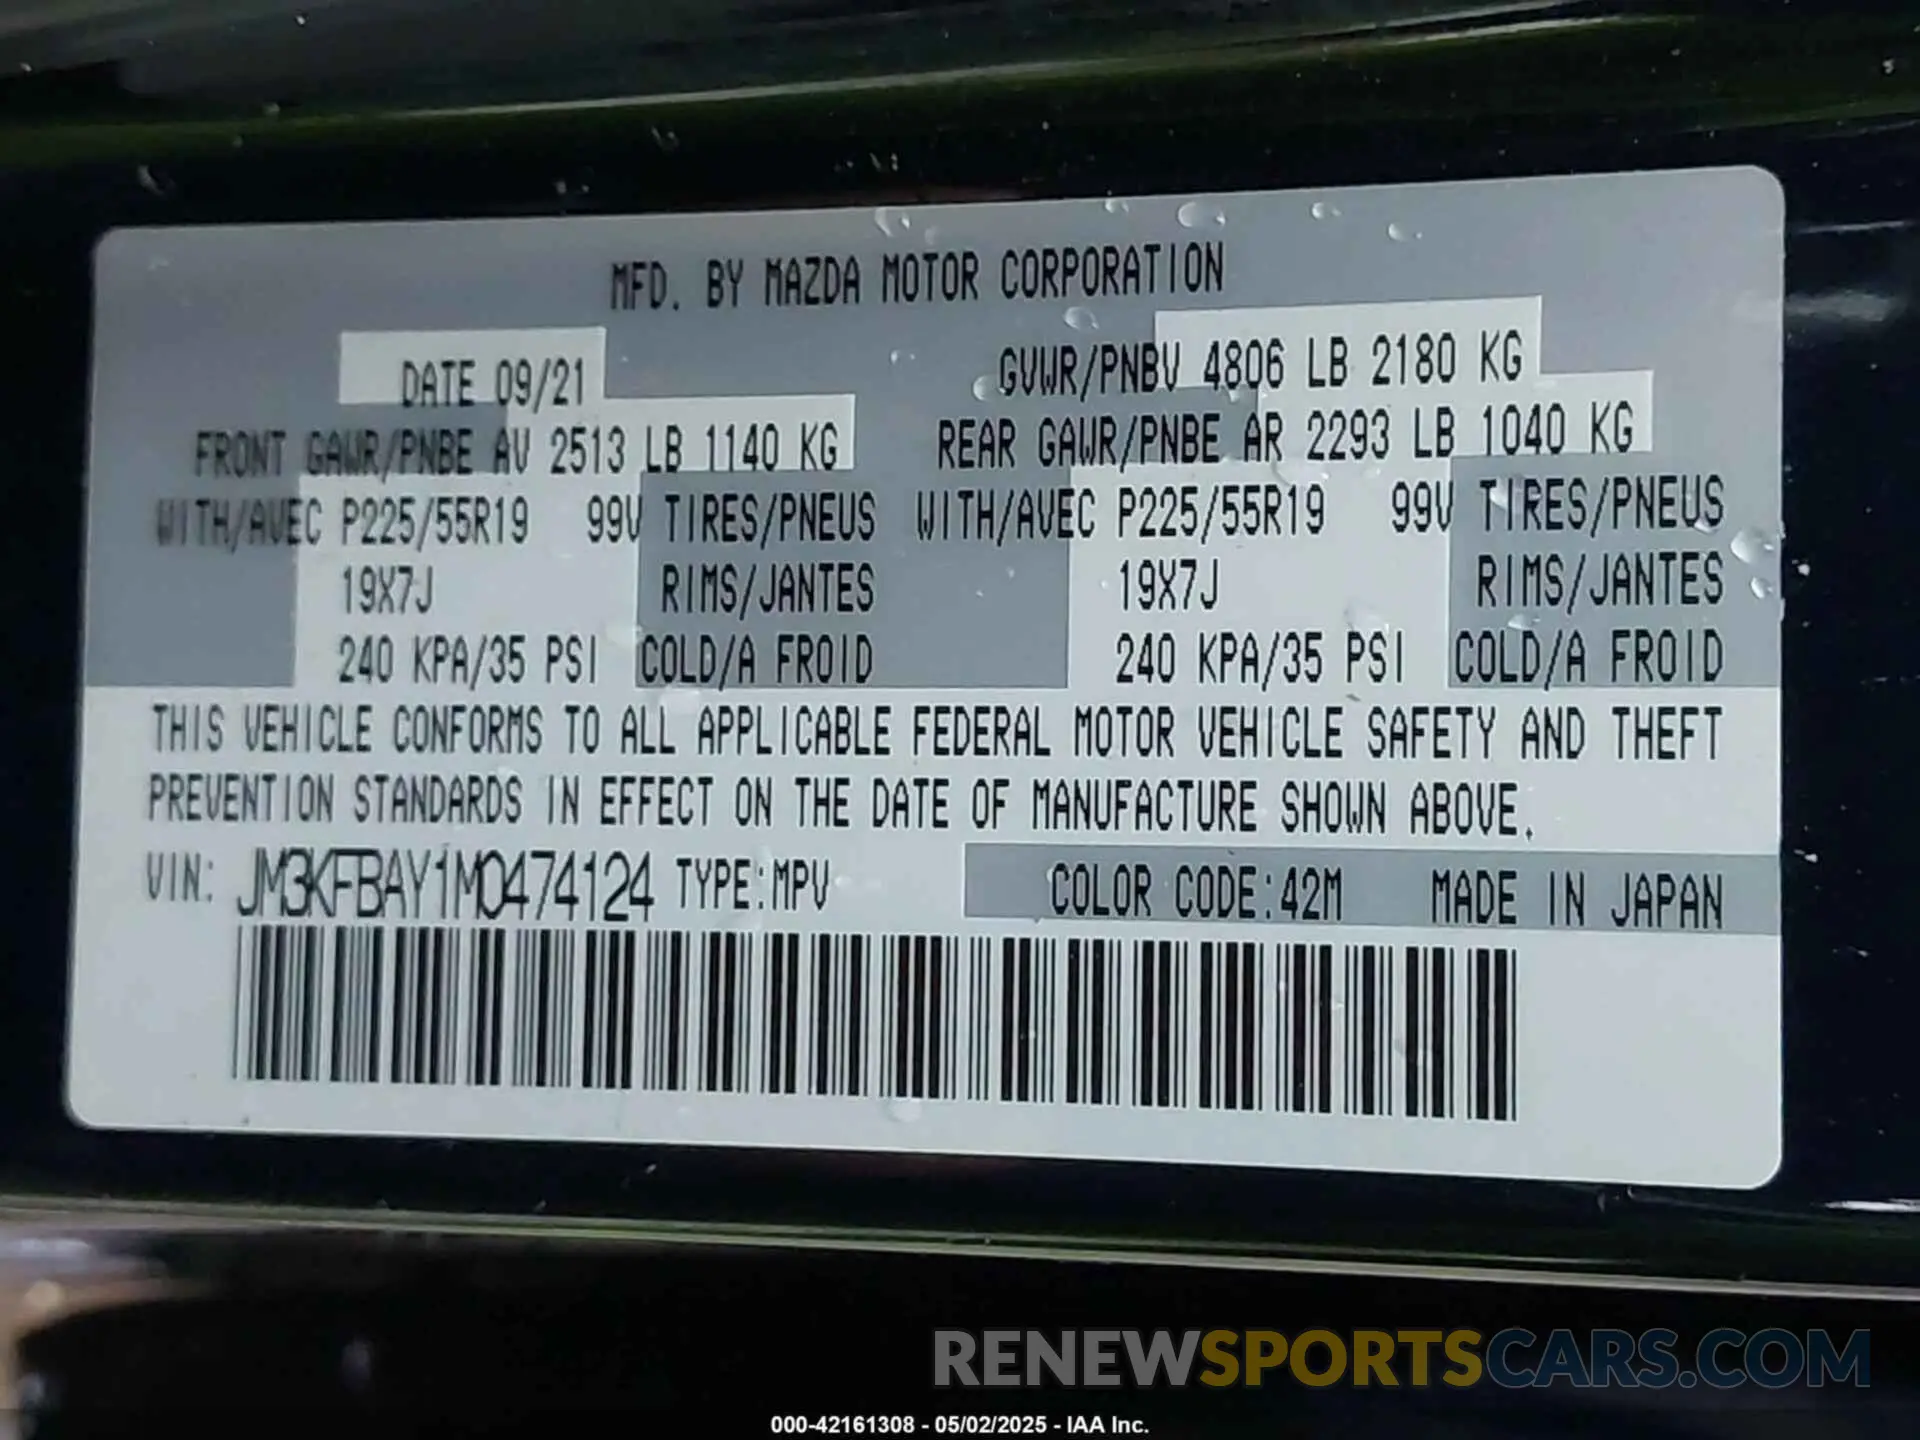 MFD. BY MAZDA MOTOR CORPORATION
DATE 09/21 GVWR/PNBV 4806 LB 2180 KG
FRONT GAWR/PNBE AV 2513 LB 1140 KG REAR GAWR/PNBE AR 2293 LB 1040 KG
WITH/AVEC P225/55R19 99V TIRES/PNEUS WITH/AVEC P225/55R19 99V TIRES/PNEUS
19X7J RIMS/JANTES 19X7J RIMS/JANTES
240 KPA/35 PSI COLD/A FROID 240 KPA/35 PSI COLD/A FROID
THIS VEHICLE CONFORMS TO ALL APPLICABLE FEDERAL MOTOR VEHICLE SAFETY AND THEFT
PREVENTION STANDARDS IN EFFECT ON THE DATE OF MANUFACTURE SHOWN ABOVE.
VIN: JM3KFBAY1M0474124 TYPE:MPV COLOR CODE:42M MADE IN JAPAN
RENEWSPORTSCARS.COM
000-42161308 - 05/02/2025 - IAA Inc.